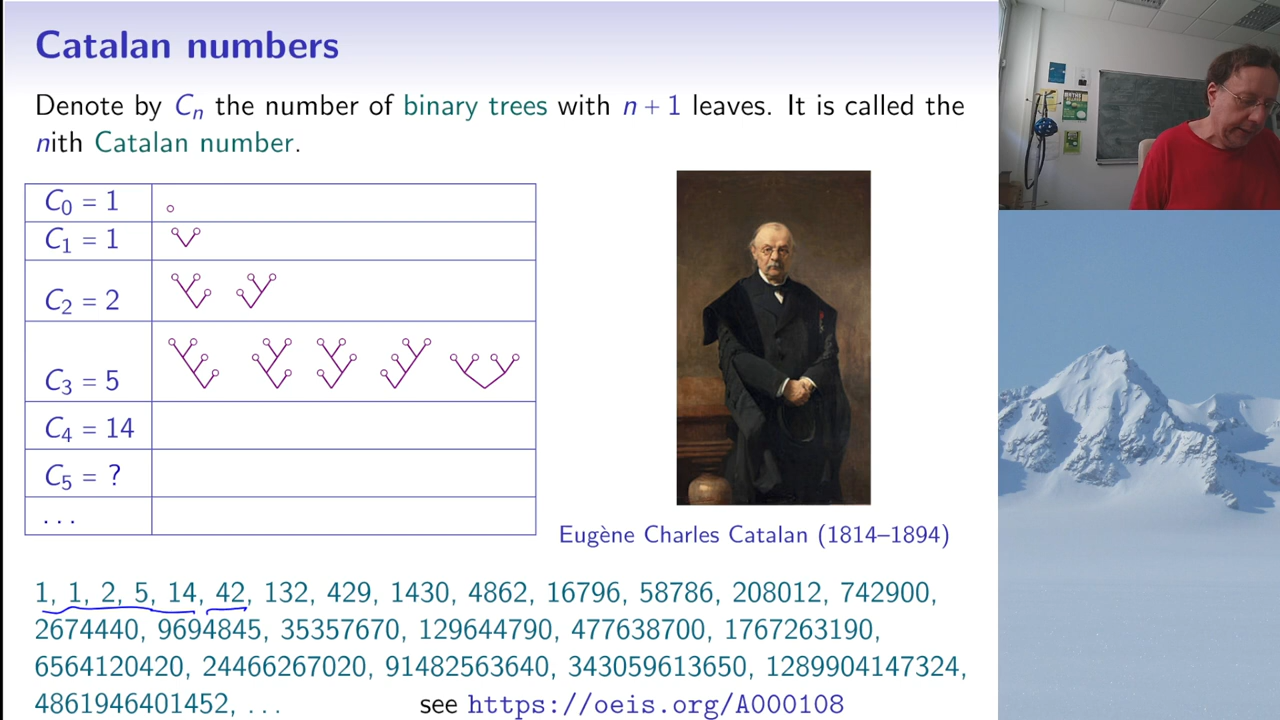 Catalan numbers
Denote by Cₙ the number of binary trees with n + 1 leaves. It is called the
nith Catalan number.
C₀ = 1
C₁ = 1
C₂ = 2
C₃ = 5
C₄ = 14
C₅ = ?
. . .
Eugène Charles Catalan (1814–1894)
1, 1, 2, 5, 14, 42, 132, 429, 1430, 4862, 16796, 58786, 208012, 742900,
2674440, 9694845, 35357670, 129644790, 477638700, 1767263190,
6564120420, 24466267020, 91482563640, 343059613650, 1289904147324,
4861946401452, . . . see https://oeis.org/A000108